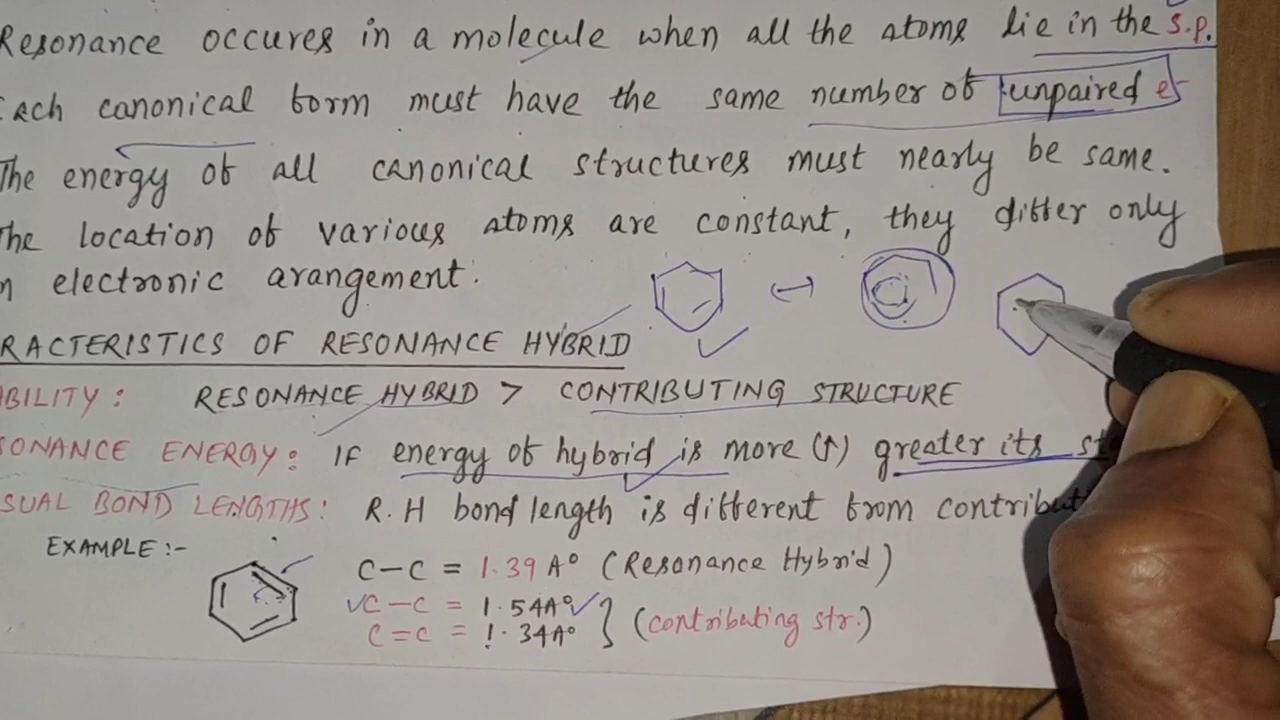 Resonance occures in a molecule when all the atoms lie in the s.p.
Each canonical form must have the same number of unpaired e-
The energy of all canonical structures must nearly be same.
The location of various atoms are constant, they differ only
n electronic arangement.
RACTERISTICS OF RESONANCE HYBRID
BILITY: RESONANCE HYBRID > CONTRIBUTING STRUCTURE
SONANCE ENERGY: IF energy of hybrid is more (↑) greater its st
SUAL BOND LENGTHS: R.H bond length is different from contribut
EXAMPLE:-
C-C = 1.39 A° (Resonance Hybrid)
C-C = 1.54A°
C=C = 1.34A° } (contributing str.)